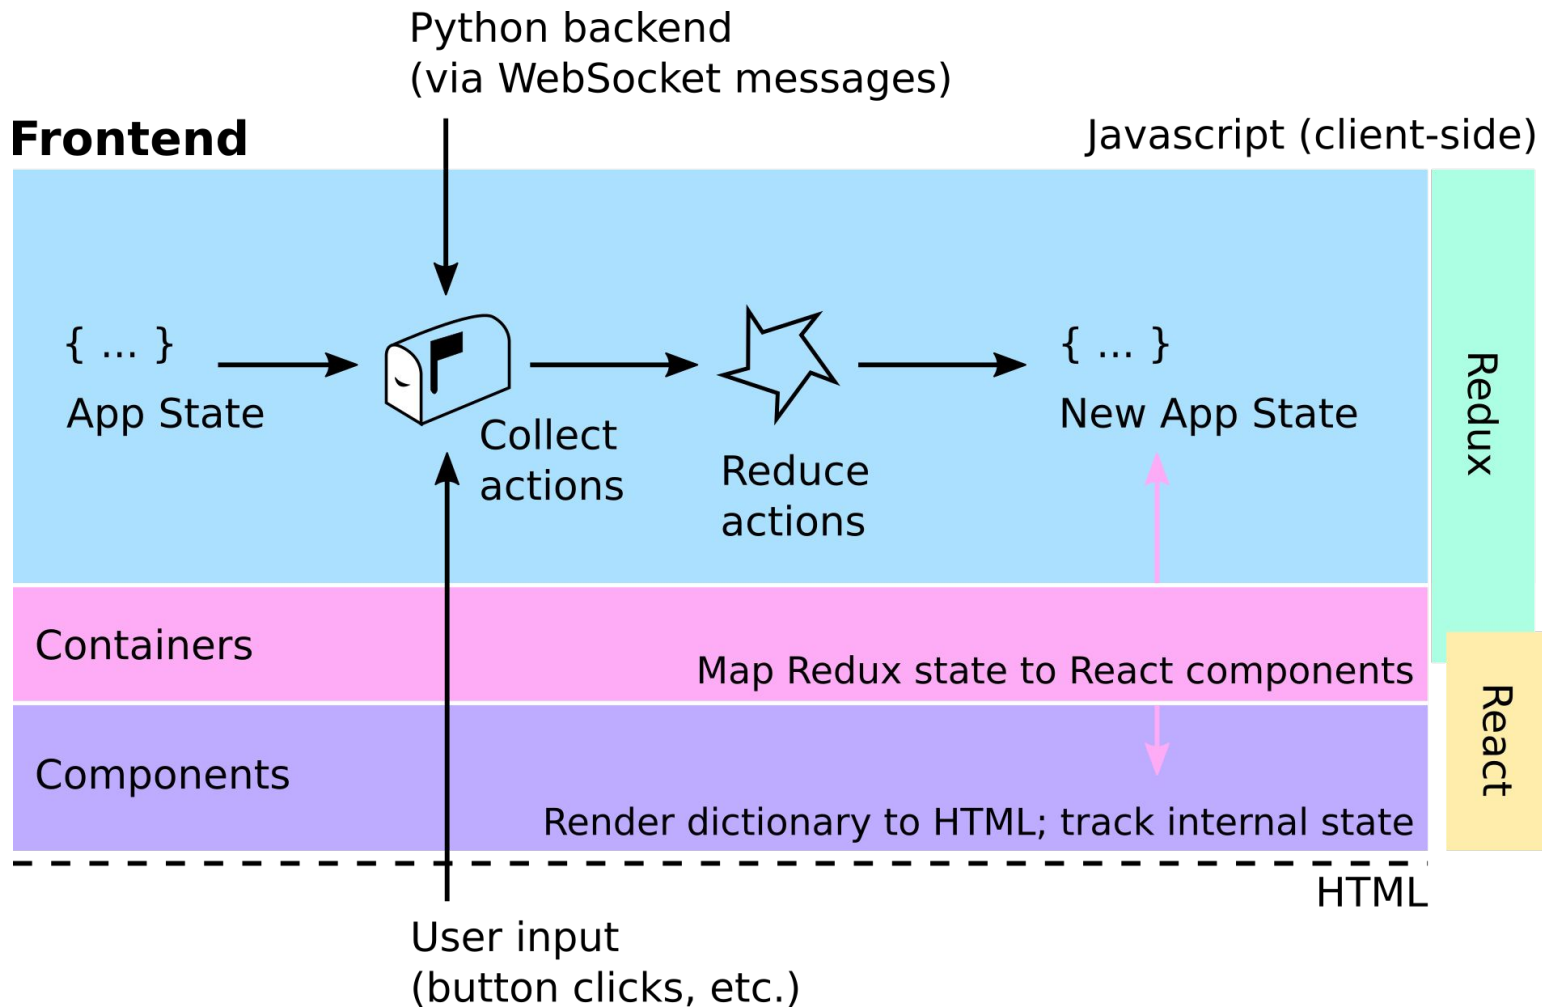 Python backend
(via WebSocket messages)
Frontend
Javascript (client-side)
{ ... }
App State
Collect
actions
Reduce
actions
{ ... }
New App State
Redux
Containers
Map Redux state to React components
React
Components
Render dictionary to HTML; track internal state
HTML
User input
(button clicks, etc.)